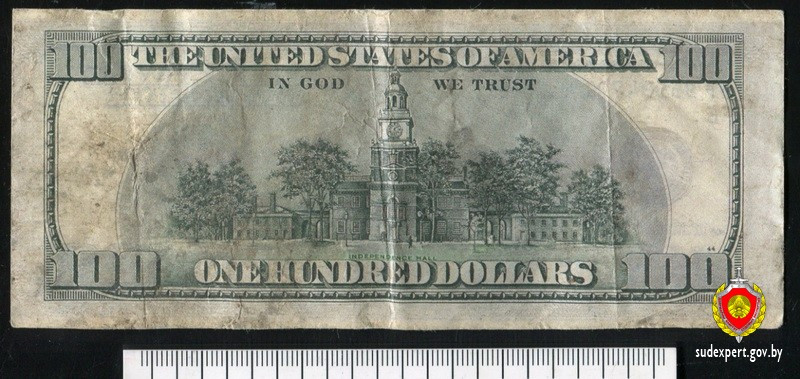 100 THE UNITED STATES OF AMERICA 100
IN GOD WE TRUST
INDEPENDENCE HALL
100 ONE HUNDRED DOLLARS 100
sudexpert.gov.by